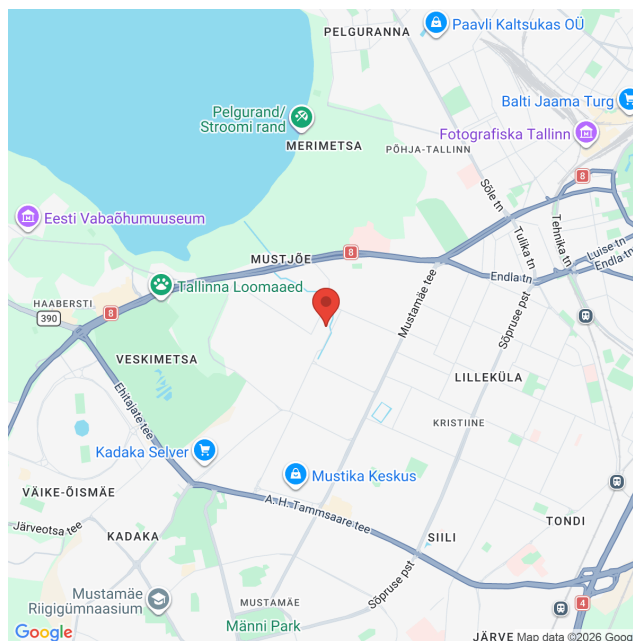 PELGURANNA
Paavli Kaltsukas OÜ
Balti Jaama Turg
Pelgurand/
Stroomi rand
Fotografiska Tallinn
MERIMETSA
PÕHJA-TALLINN
8
Sõle tn
Eesti Vabaõhumuuseum
Tulika tn
Tehnika tn
Luise tn
Endla tn
8
MUSTJÕE
Endla tn
Tallinna Loomaaed
HAABERSTI
390
8
Mustamäe tee
Sõpruse pst
VESKIMETSA
LILLEKÜLA
Ehitajate tee
KRISTIINE
Kadaka Selver
Mustika Keskus
VÄIKE-ÕISMÄE
A. H. Tammsaare tee
Järveotsa tee
KADAKA
TONDI
SIILI
Sõpruse pst
Mustamäe
Riigigümnaasium
MUSTAMÄE
4
Männi Park
Google
JÄRVE
Map data ©2026 Goo